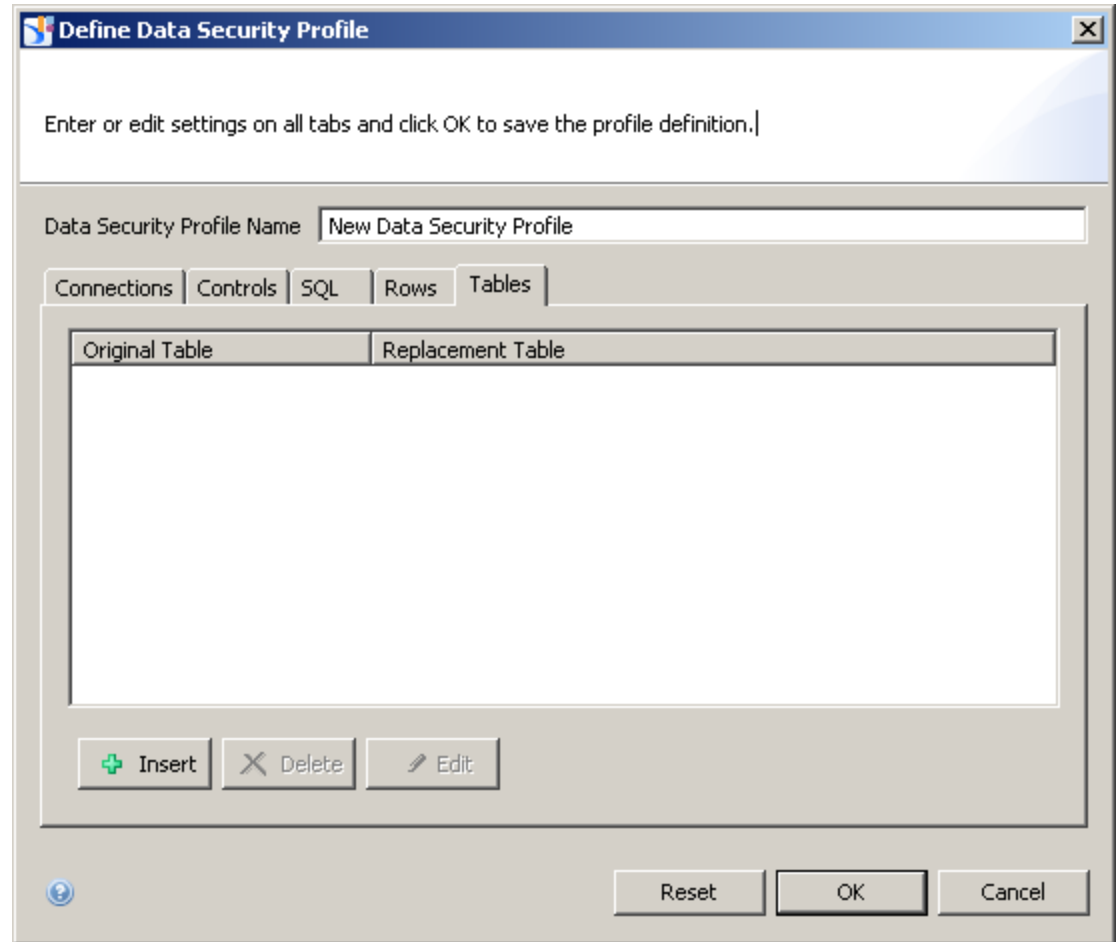 Define Data Security Profile
Enter or edit settings on all tabs and click OK to save the profile definition.
Data Security Profile Name New Data Security Profile
Connections Controls SQL Rows Tables
Original Table Replacement Table
Insert Delete Edit
Reset OK Cancel